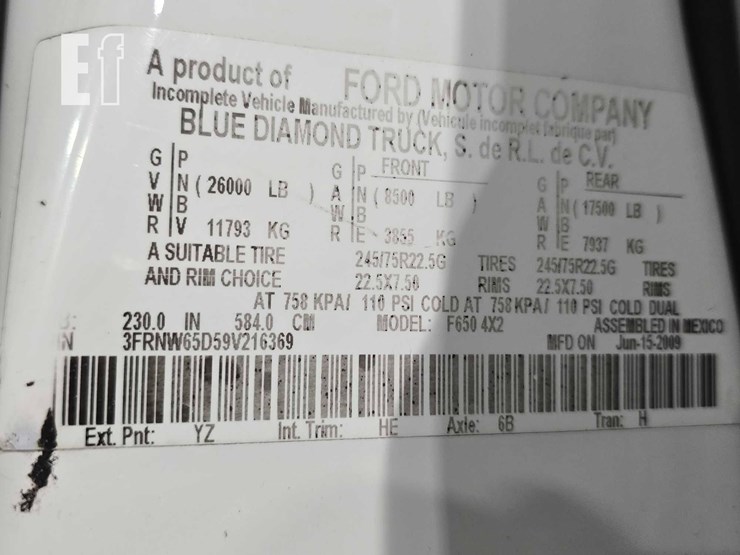 Ef
A product of FORD MOTOR COMPANY
Incomplete Vehicle Manufactured by (Vehicule incomplet fabrique par)
BLUE DIAMOND TRUCK, S. de R.L. de C.V.
G P G P FRONT G P REAR
V N ( 26000 LB ) A N ( 8500 LB ) A N ( 17500 LB )
W B W B W B
R V 11793 KG R E 3855 KG R E 7937 KG
A SUITABLE TIRE 245/75R22.5G TIRES 245/75R22.5G TIRES
AND RIM CHOICE 22.5X7.50 RIMS 22.5X7.50 RIMS
AT 758 KPA/ 110 PSI COLD AT 758 KPA/ 110 PSI COLD DUAL
: 230.0 IN 584.0 CM MODEL: F650 4X2 ASSEMBLED IN MEXICO
IN 3FRNW65D59V216369 MFD ON Jun-15-2009
Ext. Pnt: YZ Int. Trim: HE Axle: 6B Tran: H